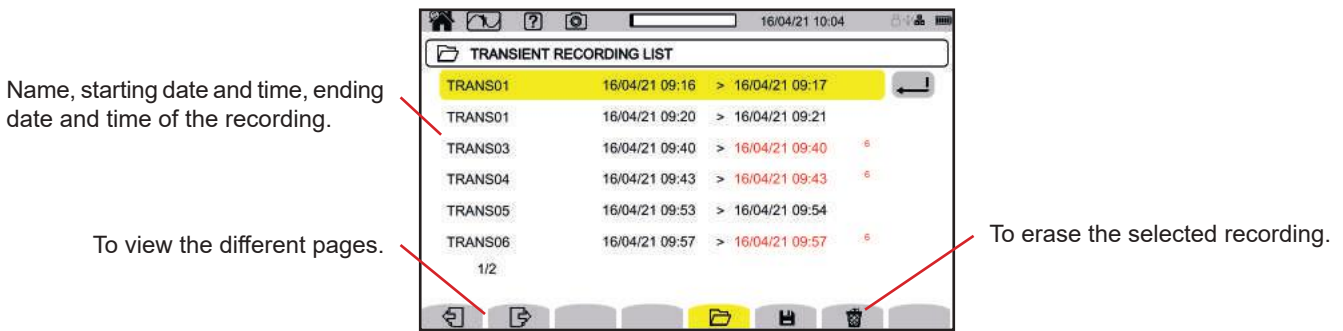 16/04/21 10:04
TRANSIENT RECORDING LIST
Name, starting date and time, ending
date and time of the recording.
TRANS01 16/04/21 09:16 > 16/04/21 09:17
TRANS01 16/04/21 09:20 > 16/04/21 09:21
TRANS03 16/04/21 09:40 > 16/04/21 09:40 6
TRANS04 16/04/21 09:43 > 16/04/21 09:43 6
TRANS05 16/04/21 09:53 > 16/04/21 09:54
TRANS06 16/04/21 09:57 > 16/04/21 09:57 6
1/2
To view the different pages.
To erase the selected recording.